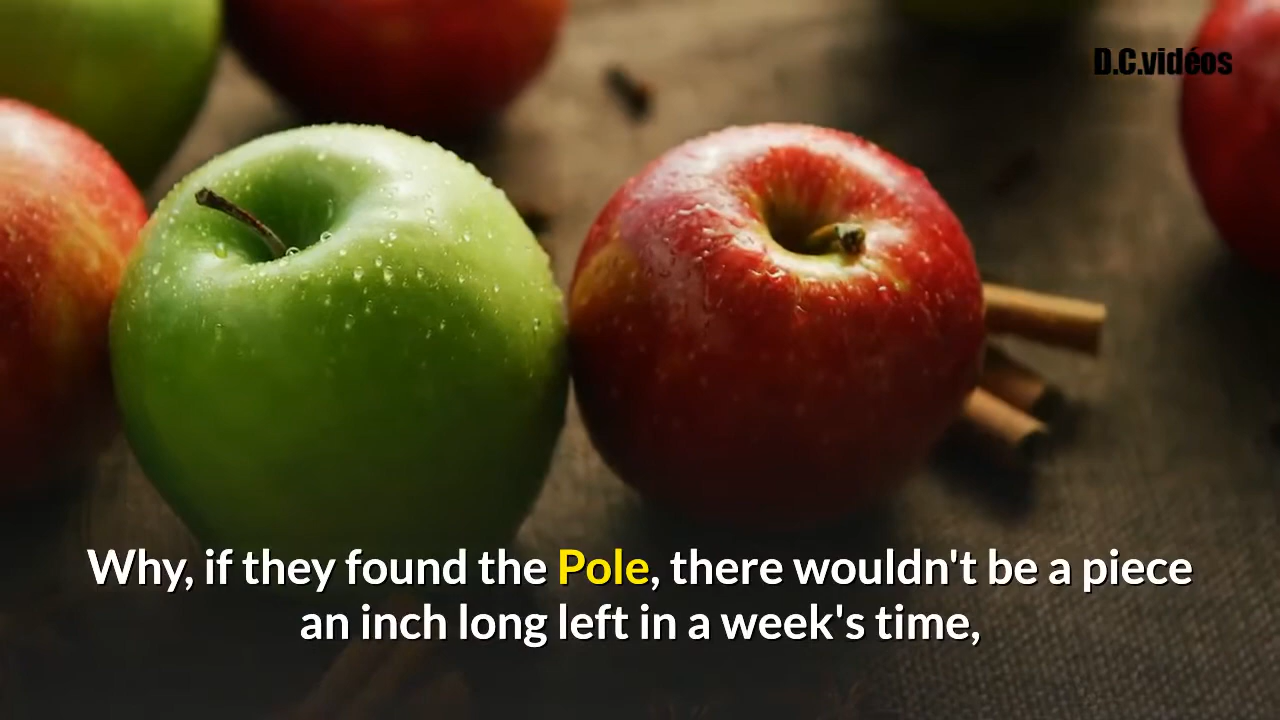 D.C.vidéos
Why, if they found the Pole, there wouldn't be a piece
an inch long left in a week's time,